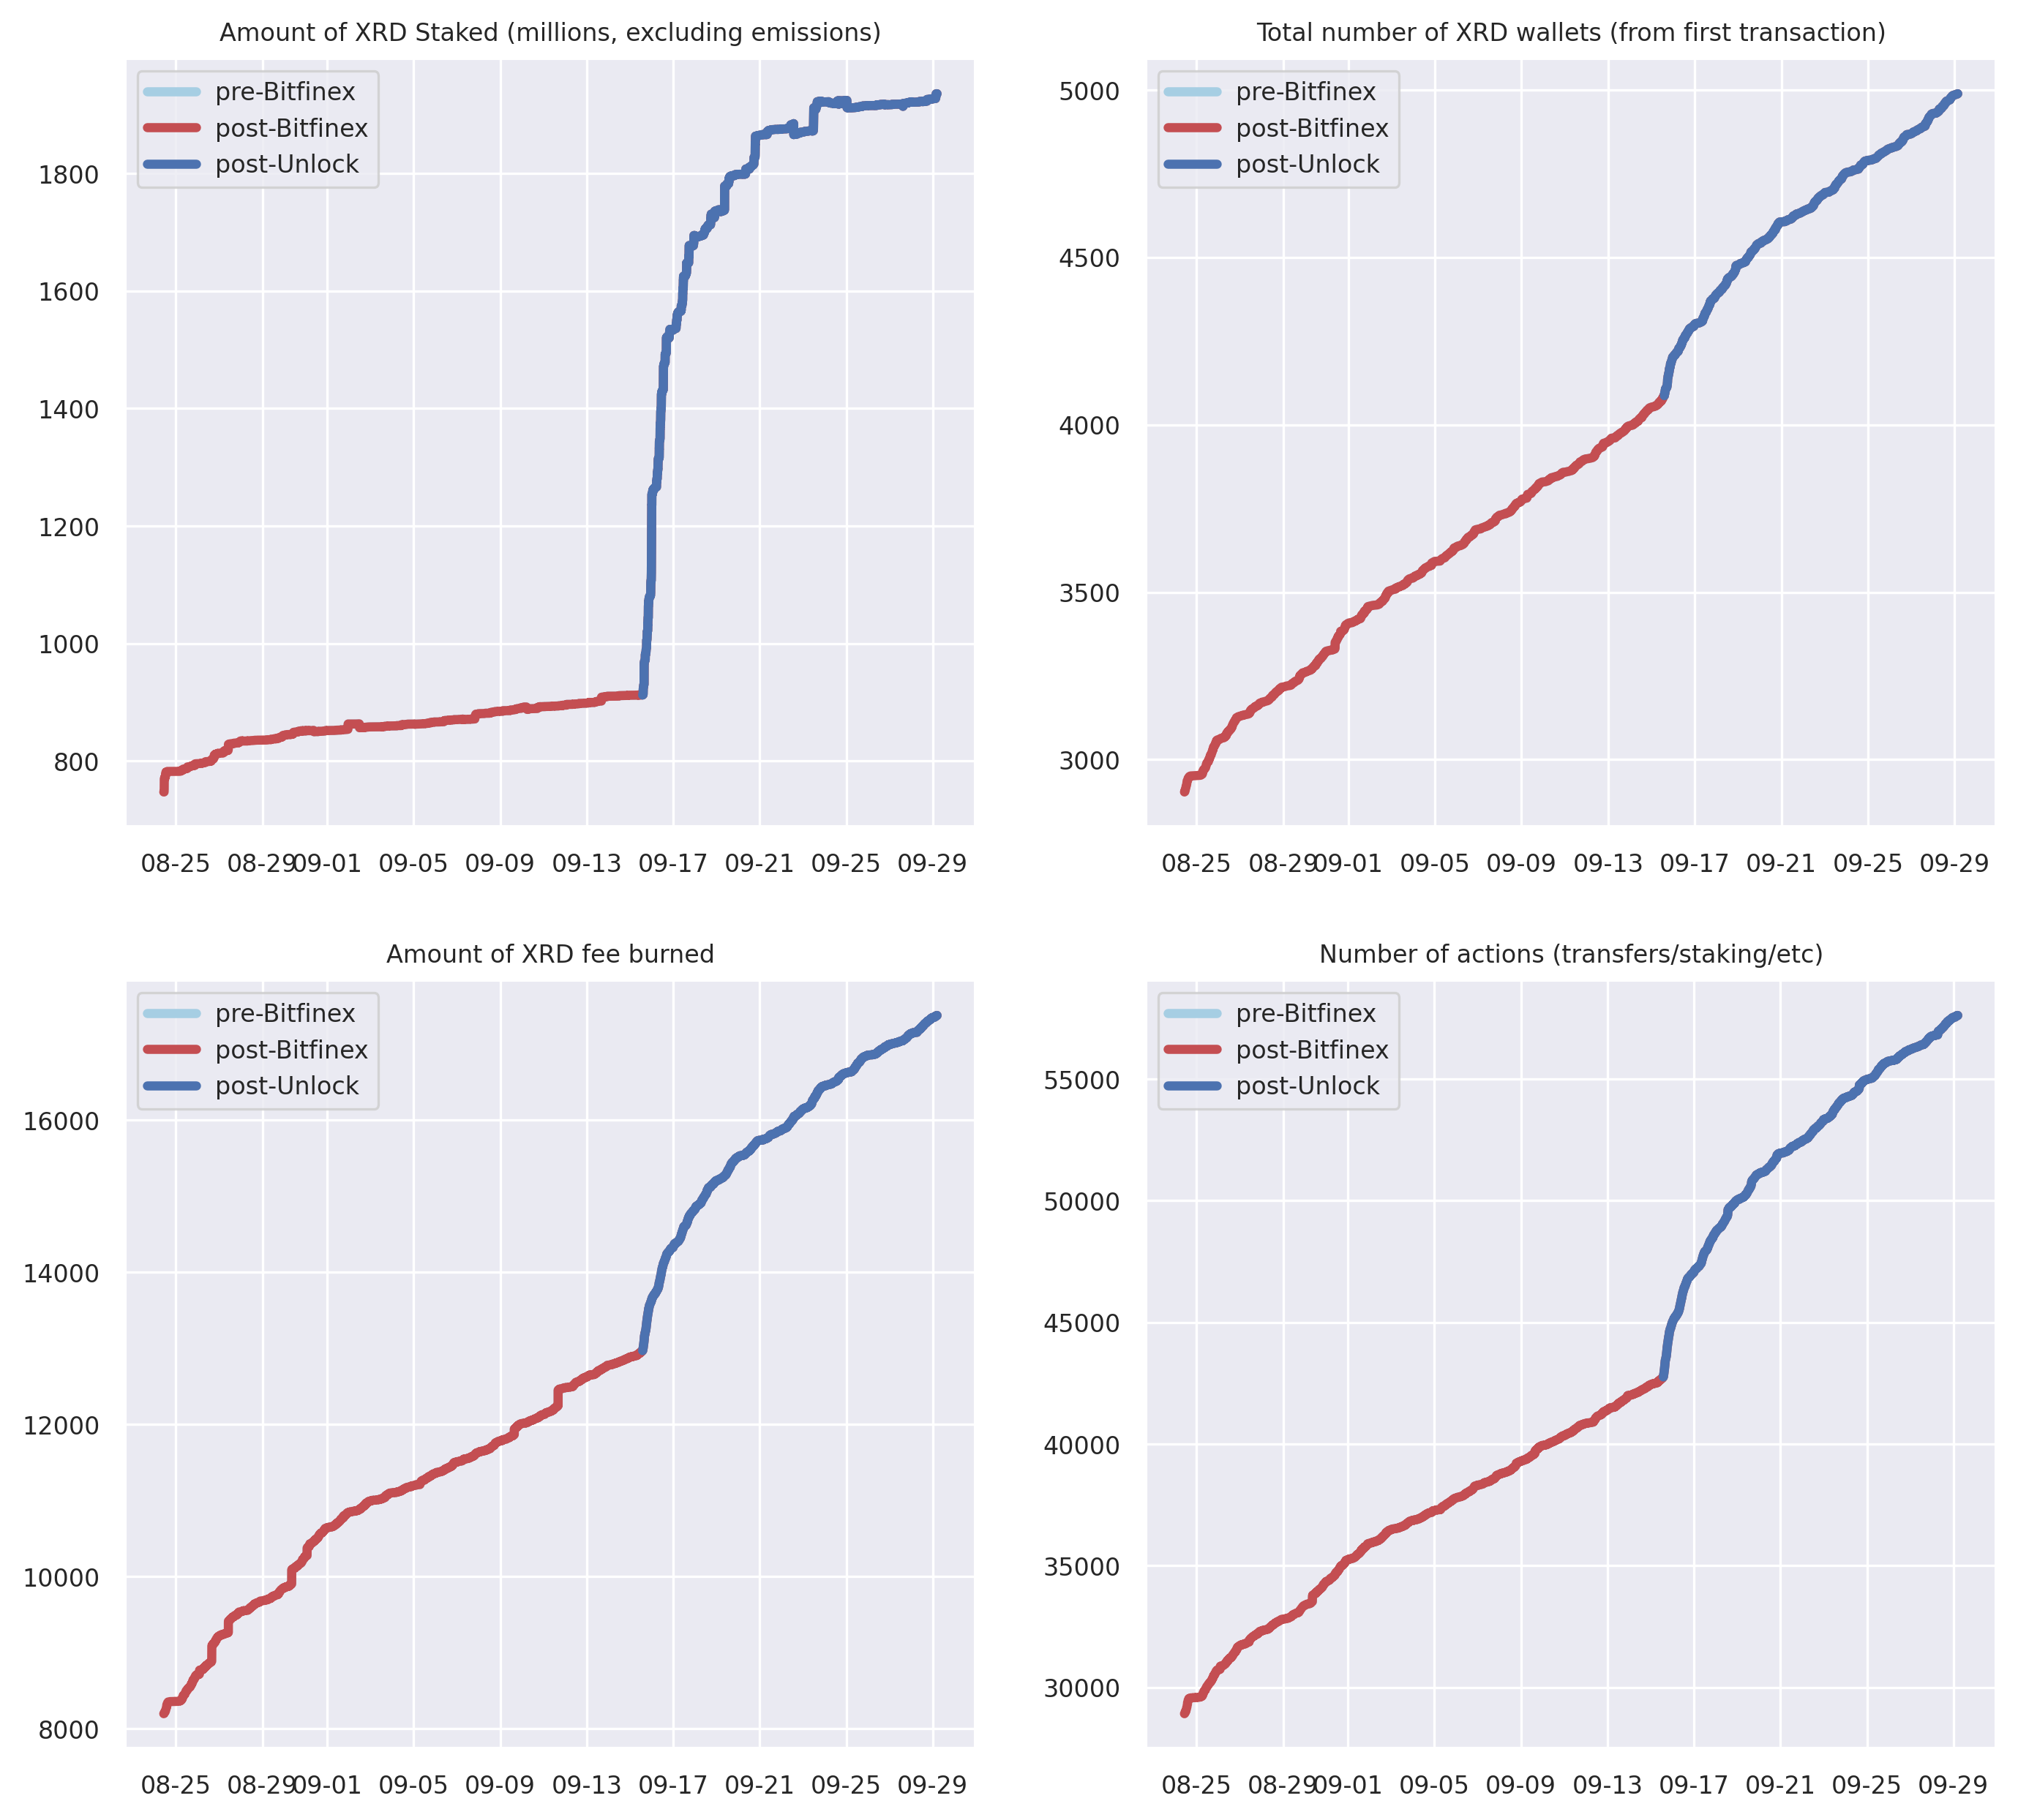 Amount of XRD Staked (millions, excluding emissions)
pre-Bitfinex
post-Bitfinex
post-Unlock
1800
1600
1400
1200
1000
800
08-25 08-29 09-01 09-05 09-09 09-13 09-17 09-21 09-25 09-29
Total number of XRD wallets (from first transaction)
pre-Bitfinex
post-Bitfinex
post-Unlock
5000
4500
4000
3500
3000
08-25 08-29 09-01 09-05 09-09 09-13 09-17 09-21 09-25 09-29
Amount of XRD fee burned
pre-Bitfinex
post-Bitfinex
post-Unlock
16000
14000
12000
10000
8000
08-25 08-29 09-01 09-05 09-09 09-13 09-17 09-21 09-25 09-29
Number of actions (transfers/staking/etc)
pre-Bitfinex
post-Bitfinex
post-Unlock
55000
50000
45000
40000
35000
30000
08-25 08-29 09-01 09-05 09-09 09-13 09-17 09-21 09-25 09-29